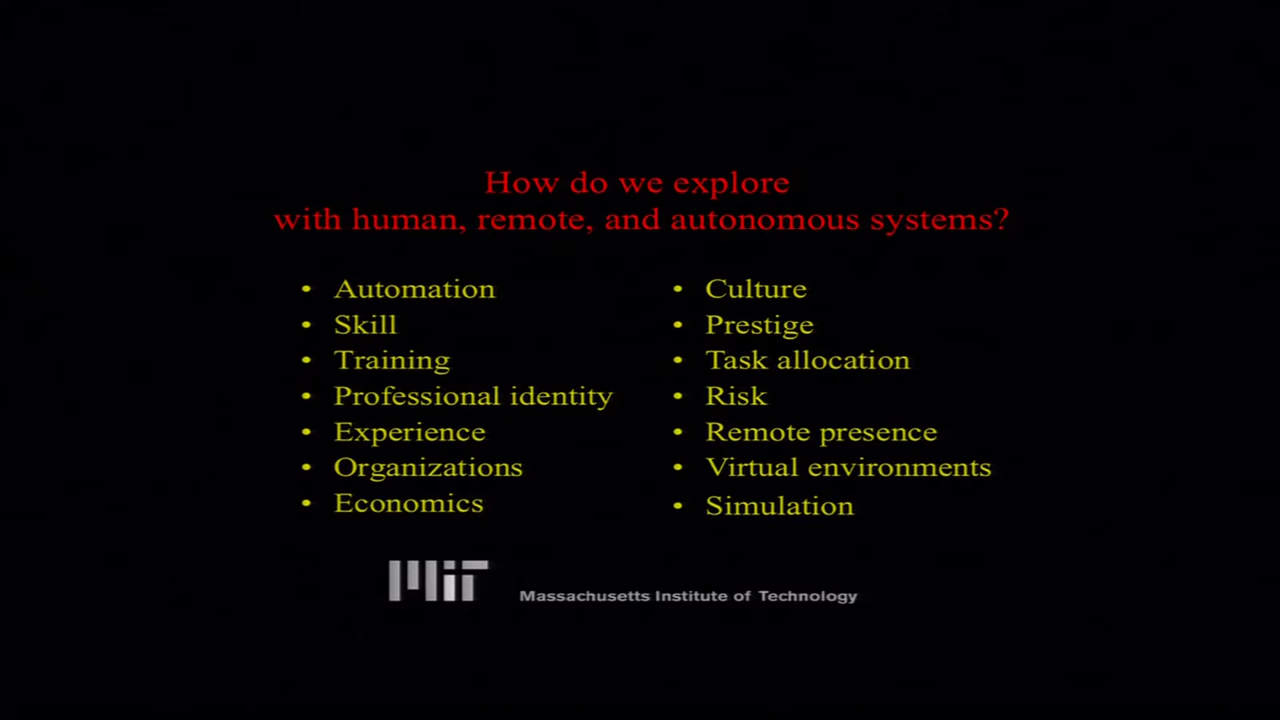 How do we explore
with human, remote, and autonomous systems?
• Automation
• Skill
• Training
• Professional identity
• Experience
• Organizations
• Economics
• Culture
• Prestige
• Task allocation
• Risk
• Remote presence
• Virtual environments
• Simulation
MIT
Massachusetts Institute of Technology